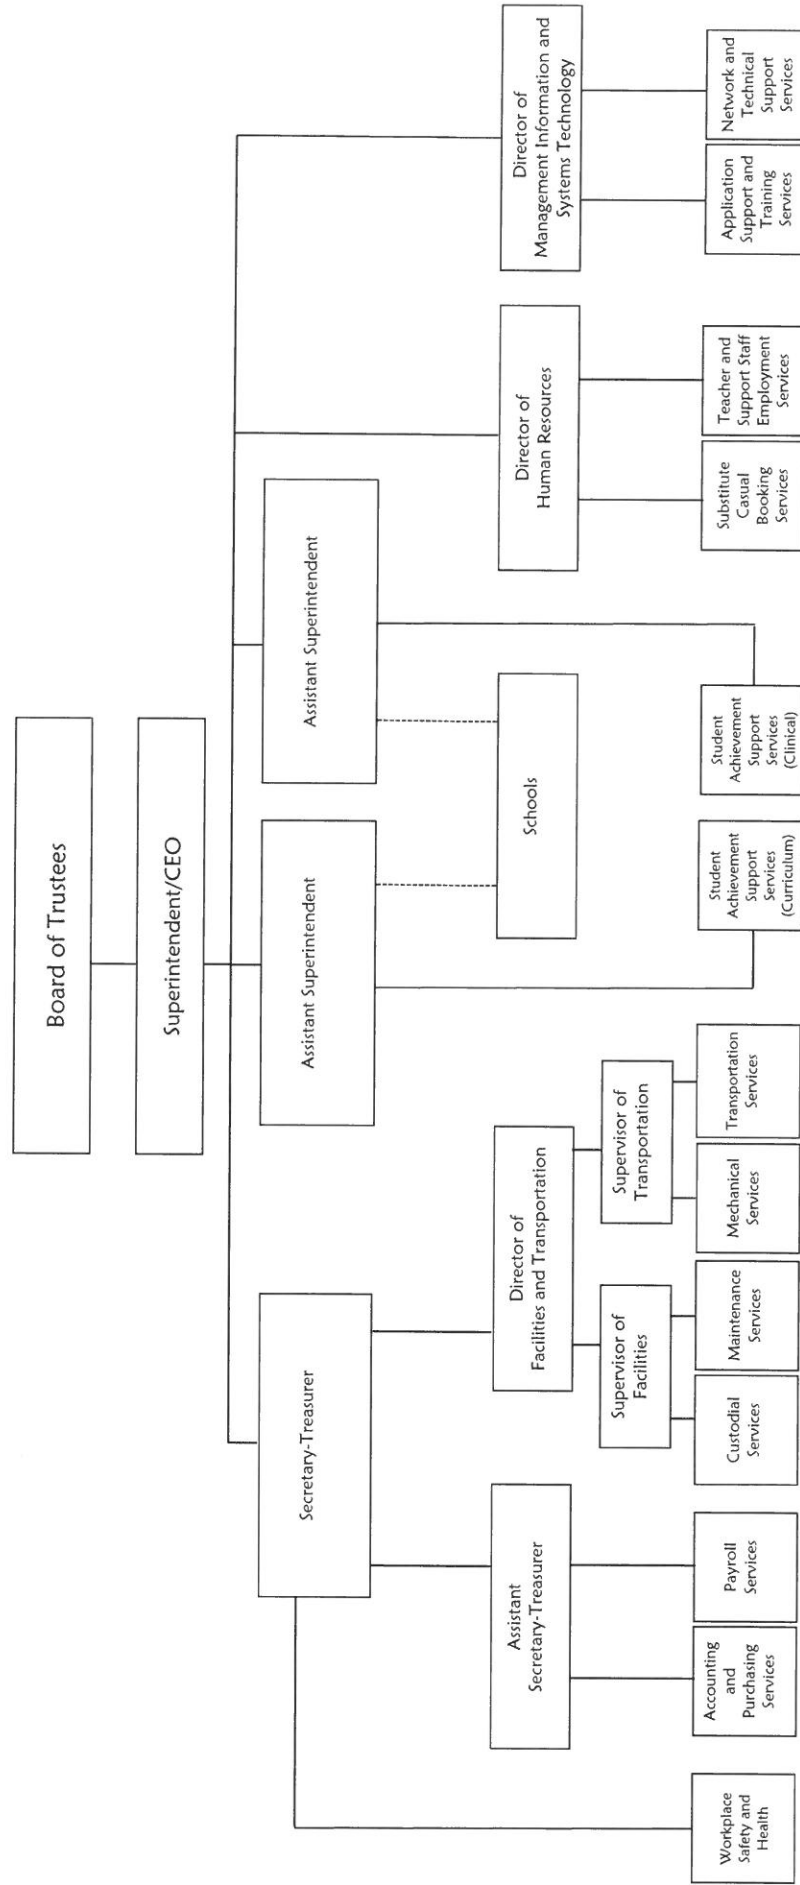 Board of Trustees
Superintendent/CEO
Secretary-Treasurer
Assistant Superintendent
Assistant Superintendent
Assistant
Secretary-Treasurer
Director of
Facilities and Transportation
Schools
Director of
Human Resources
Director of
Management Information and
Systems Technology
Supervisor of
Facilities
Supervisor of
Transportation
Workplace
Safety and
Health
Accounting
and
Purchasing
Services
Payroll
Services
Custodial
Services
Maintenance
Services
Mechanical
Services
Transportation
Services
Student
Achievement
Support
Services
(Curriculum)
Student
Achievement
Support
Services
(Clinical)
Substitute
Casual
Booking
Services
Teacher and
Support Staff
Employment
Services
Application
Support and
Training
Services
Network and
Technical
Support
Services